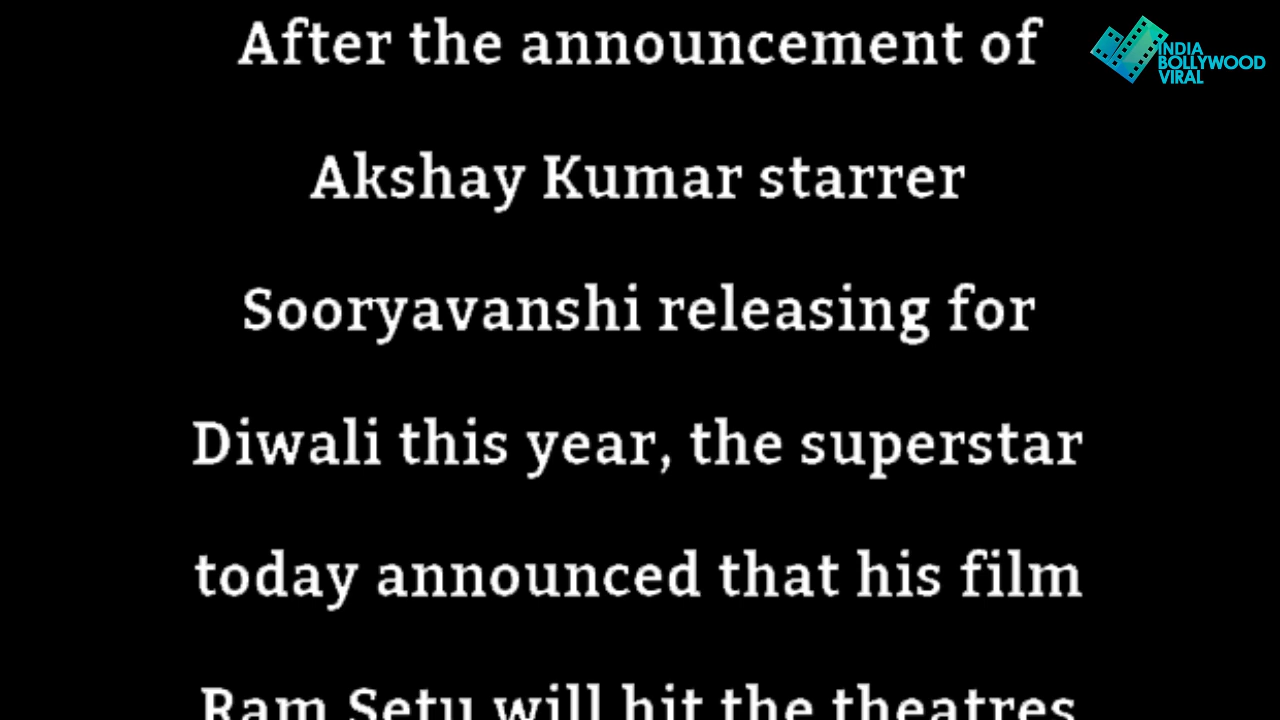 After the announcement of
INDIA
BOLLYWOOD
VIRAL
Akshay Kumar starrer
Sooryavanshi releasing for
Diwali this year, the superstar
today announced that his film
Ram Setu will hit the theatres